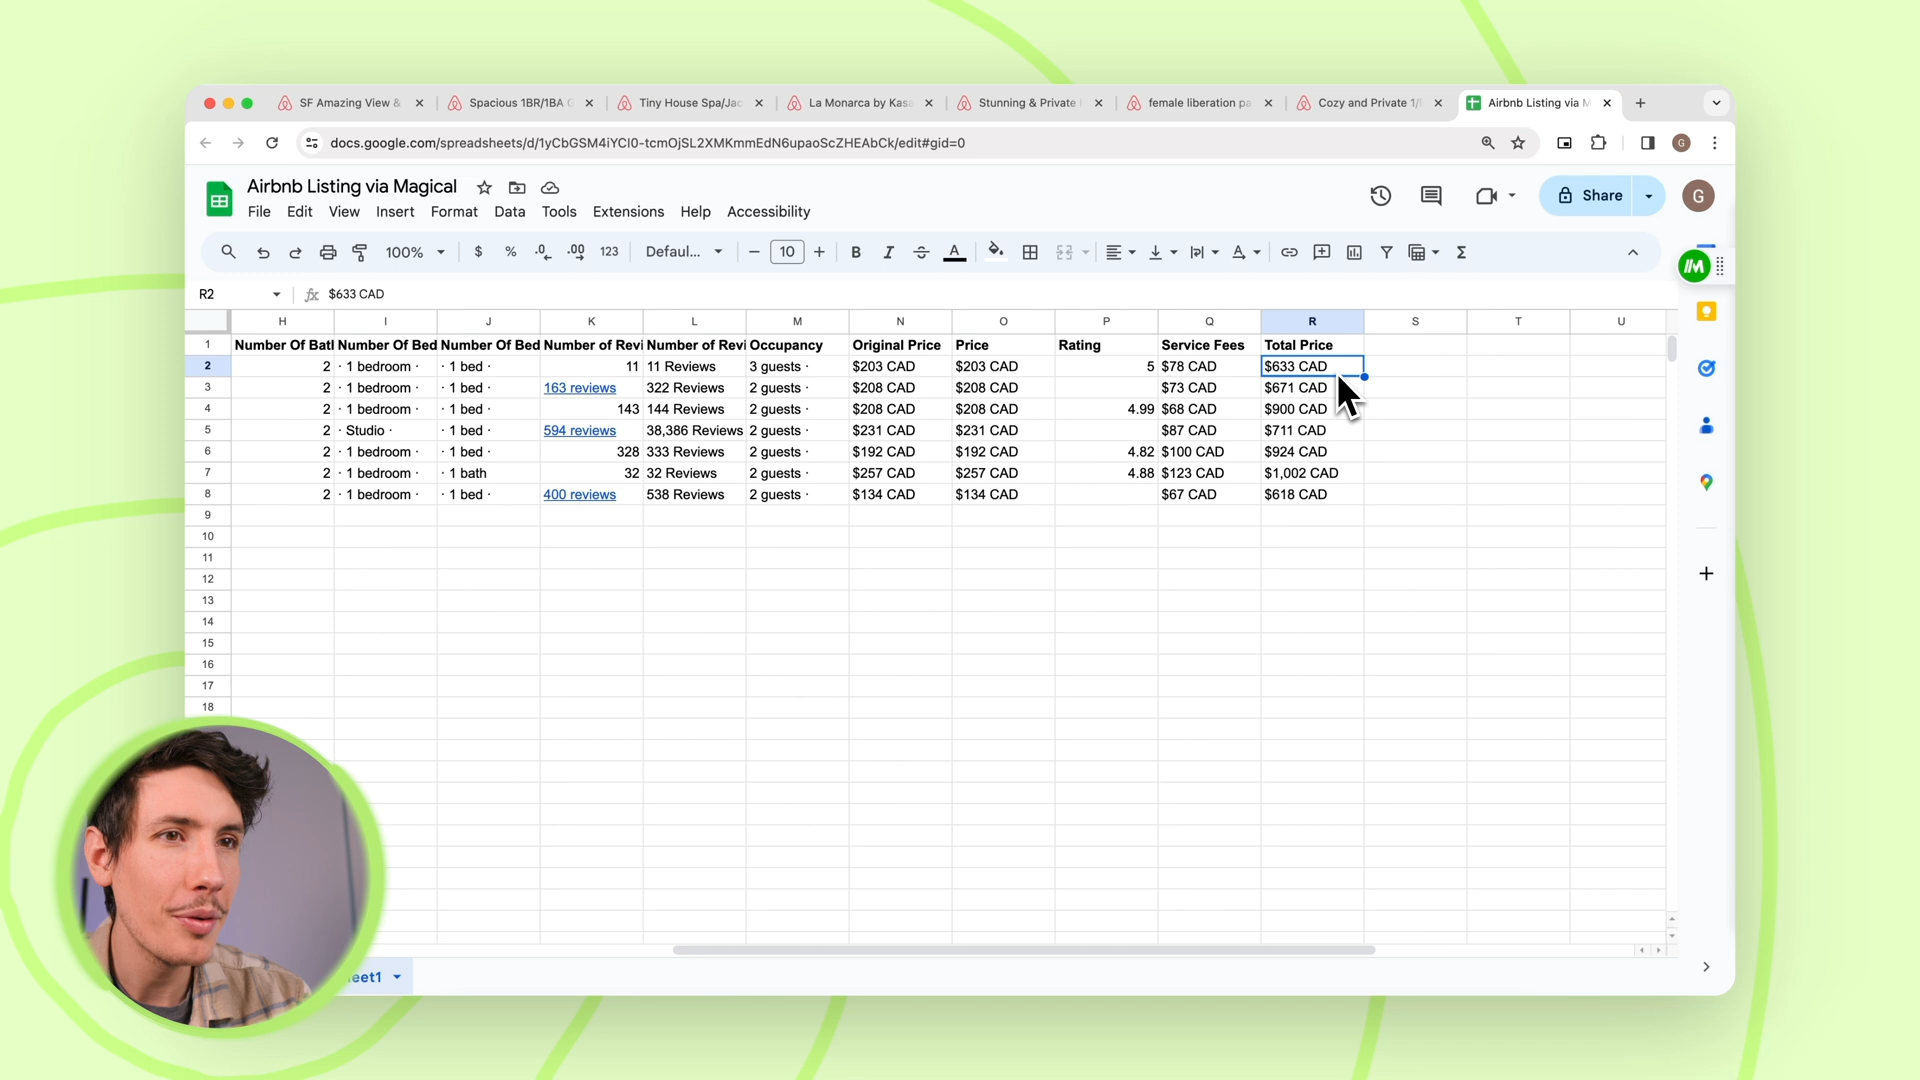 SF Amazing View &
Spacious 1BR/1BA
Tiny House Spa/Jac
La Monarca by Kasa
Stunning & Private
female liberation pa
Cozy and Private 1/
Airbnb Listing via M
docs.google.com/spreadsheets/d/1yCbGSM4iYCI0-tcmOjSL2XMKmmEdN6upaoScZHEAbCk/edit#gid=0
G
Airbnb Listing via Magical
File Edit View Insert Format Data Tools Extensions Help Accessibility
Share
G
100% $ % .0 .00 123 Defaul... 10 B I S A
R2 fx $633 CAD
H I J K L M N O P Q R S T U
1 Number Of Bat Number Of Bed Number Of Bed Number of Revi Number of Revi Occupancy Original Price Price Rating Service Fees Total Price
2 2 · 1 bedroom · · 1 bed · 11 11 Reviews 3 guests · $203 CAD $203 CAD 5 $78 CAD $633 CAD
3 2 · 1 bedroom · · 1 bed · 163 reviews 322 Reviews 2 guests · $208 CAD $208 CAD $73 CAD $671 CAD
4 2 · 1 bedroom · · 1 bed · 143 144 Reviews 2 guests · $208 CAD $208 CAD 4.99 $68 CAD $900 CAD
5 2 · Studio · · 1 bed · 594 reviews 38,386 Reviews 2 guests · $231 CAD $231 CAD $87 CAD $711 CAD
6 2 · 1 bedroom · · 1 bed · 328 333 Reviews 2 guests · $192 CAD $192 CAD 4.82 $100 CAD $924 CAD
7 2 · 1 bedroom · · 1 bath 32 32 Reviews 2 guests · $257 CAD $257 CAD 4.88 $123 CAD $1,002 CAD
8 2 · 1 bedroom · · 1 bed · 400 reviews 538 Reviews 2 guests · $134 CAD $134 CAD $67 CAD $618 CAD
9
10
11
12
13
14
15
16
17
18
eet1